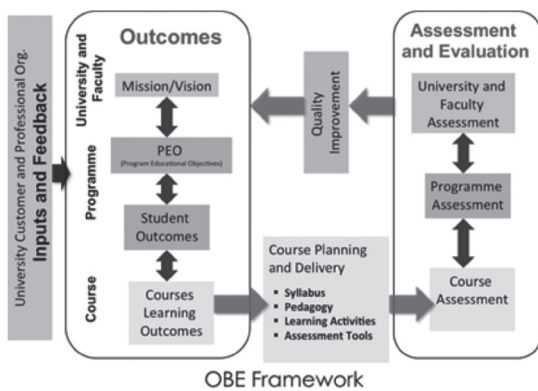 University Customer and Professional Org.
Inputs and Feedback
Outcomes
University and
Faculty
Programme
Course
Mission/Vision
PEO
(Program Educational Objectives)
Student
Outcomes
Courses
Learning
Outcomes
Quality
Improvement
Course Planning
and Delivery
▪ Syllabus
▪ Pedagogy
▪ Learning Activities
▪ Assessment Tools
Assessment
and Evaluation
University and
Faculty
Assessment
Programme
Assessment
Course
Assessment
OBE Framework